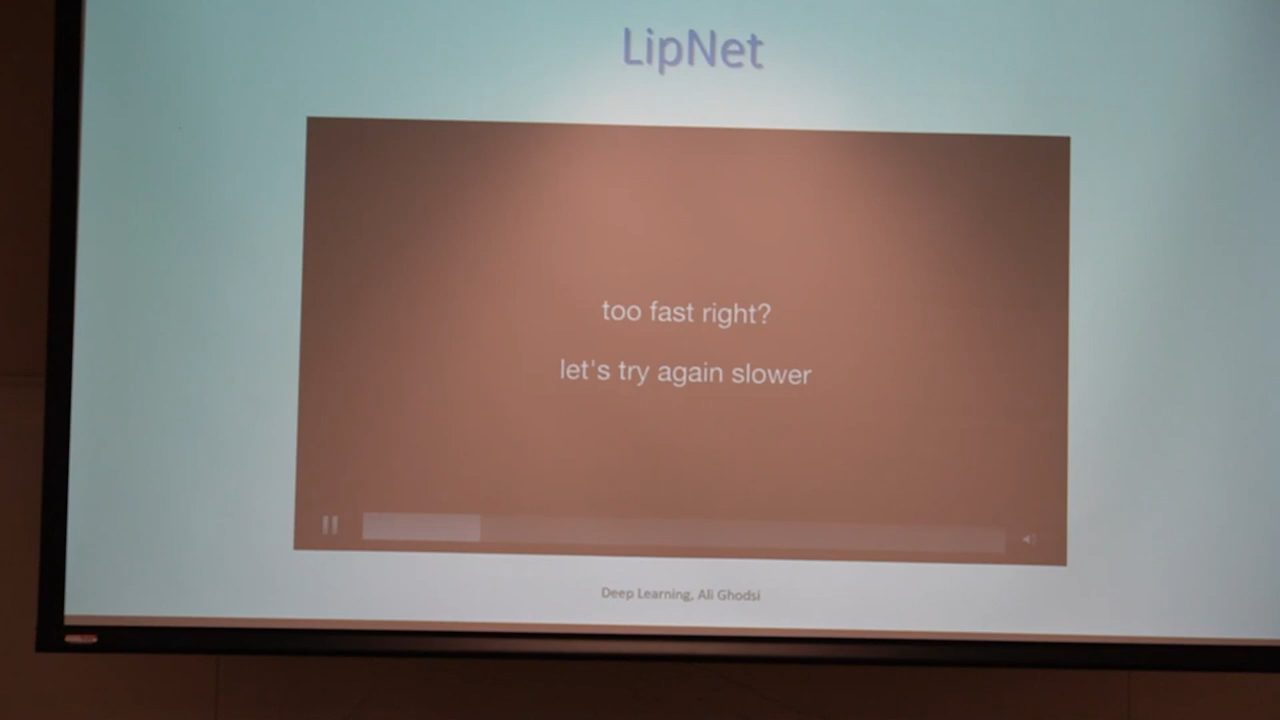 LipNet
too fast right?
let's try again slower
Deep Learning, Ali Ghodsi